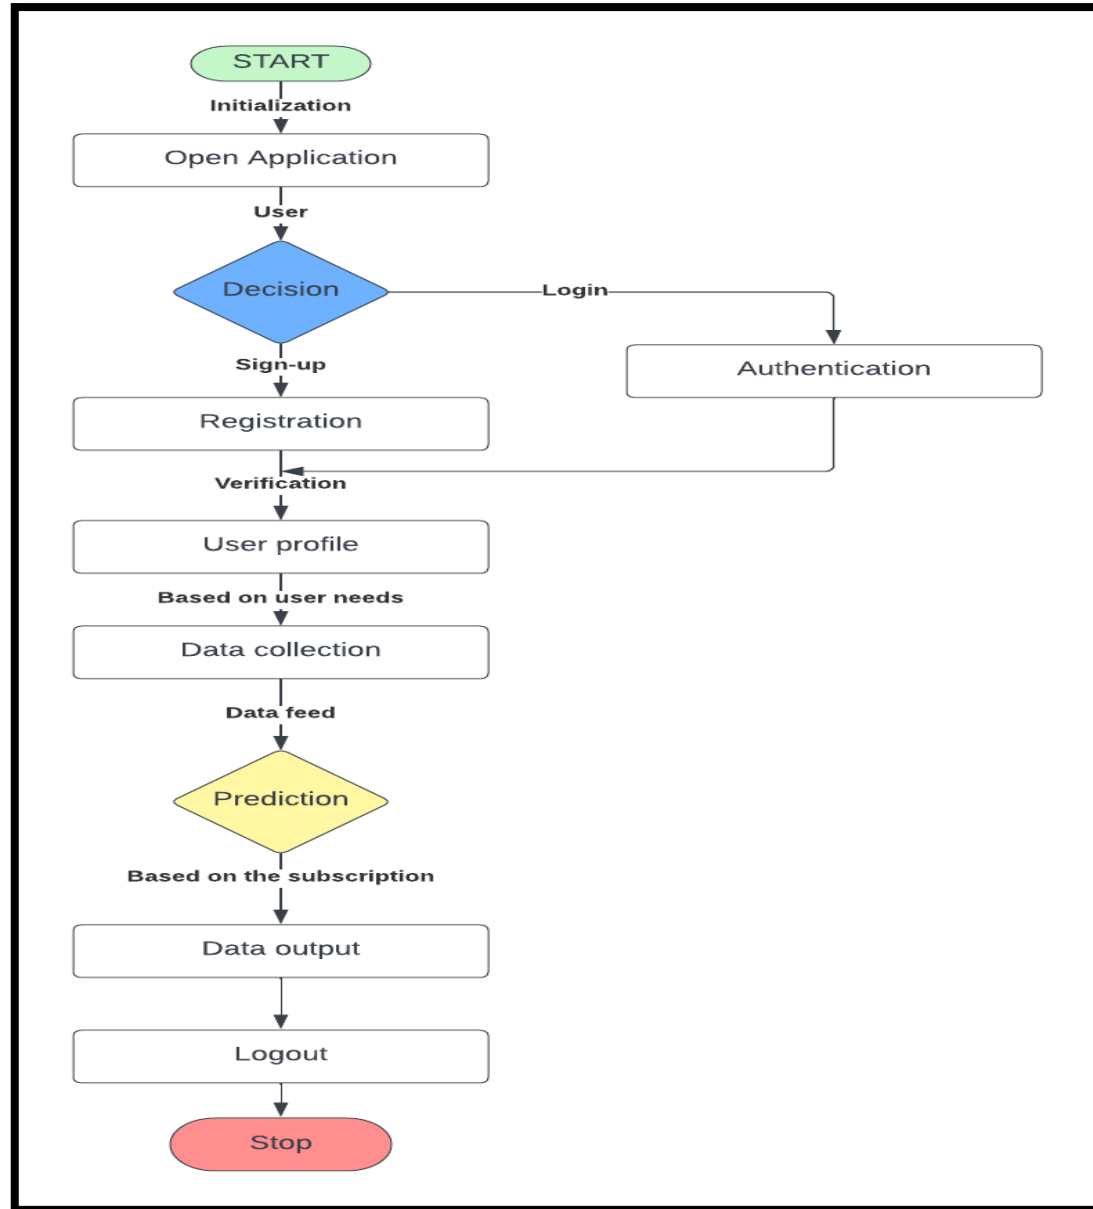 START
Initialization
Open Application
User
Decision
Login
Sign-up
Authentication
Registration
Verification
User profile
Based on user needs
Data collection
Data feed
Prediction
Based on the subscription
Data output
Logout
Stop